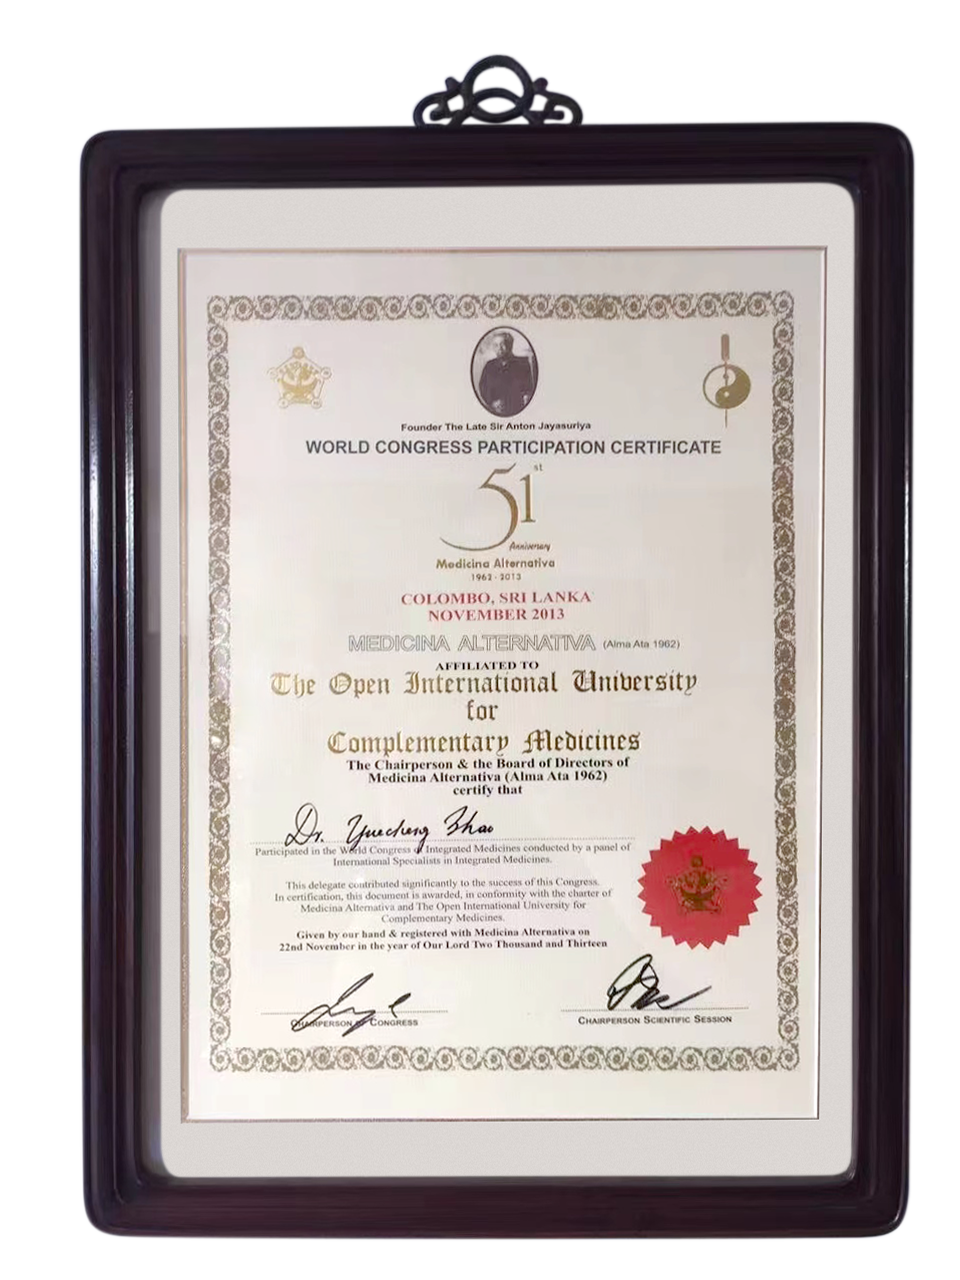 Founder The Late Sir Anton Jayasuriya
WORLD CONGRESS PARTICIPATION CERTIFICATE
51st
Anniversary
Medicina Alternativa
1962 - 2013
COLOMBO, SRI LANKA
NOVEMBER 2013
MEDICINA ALTERNATIVA (Alma Ata 1962)
AFFILIATED TO
The Open International University
for
Complementary Medicines
The Chairperson & the Board of Directors of
Medicina Alternativa (Alma Ata 1962)
certify that
Dr. Yuecheng Zhao
Participated in the World Congress of Integrated Medicines conducted by a panel of
International Specialists in Integrated Medicines.
This delegate contributed significantly to the success of this Congress.
In certification, this document is awarded, in conformity with the charter of
Medicina Alternativa and The Open International University for
Complementary Medicines.
Given by our hand & registered with Medicina Alternativa on
22nd November in the year of Our Lord Two Thousand and Thirteen
CHAIRPERSON OF CONGRESS
CHAIRPERSON SCIENTIFIC SESSION